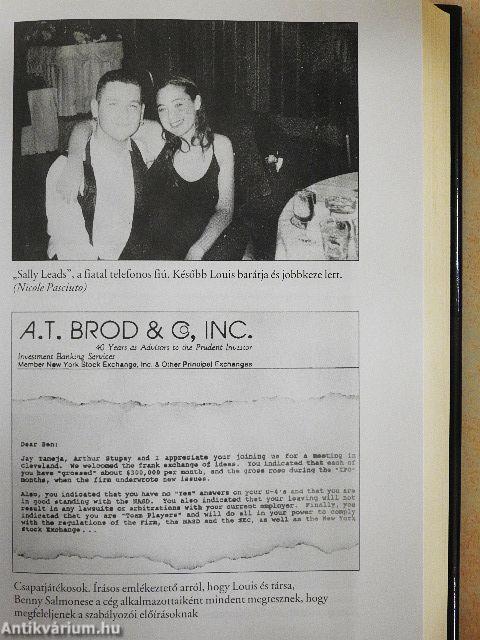 „Sally Leads”, a fiatal telefonos fiú. Később Louis barátja és jobbkeze lett.
(Nicole Pasciuto)
A.T. BROD & Co, INC.
40 Years as Advisors to the Prudent Investor
Investment Banking Services
Member New York Stock Exchange, Inc. & Other Principal Exchanges
Dear Ben:
Jay Taneja, Arthur Stupay and I appreciate your joining us for a meeting in
Cleveland. We welcomed the frank exchange of ideas. You indicated that each of
you have "grossed" about $300,000 per month, and the gross rose during the "IPO"
months, when the firm underwrote new issues.
Also, you indicated that you have no "Yes" answers on your U-4's and that you are
in good standing with the NASD. You also indicated that your leaving will not
result in any lawsuits or arbitrations with your current employer. Finally, you
indicated that you are "Team Players" and will do all in your power to comply
with the regulations of the Firm, the NASD and the SEC, as well as the New York
Stock Exchange...
Csapatjátékosok. Írásos emlékeztető arról, hogy Louis és társa,
Benny Salmonese a cég alkalmazottaiként mindent megtesznek, hogy
megfeleljenek a szabályozói előírásoknak
Antikvárium.hu